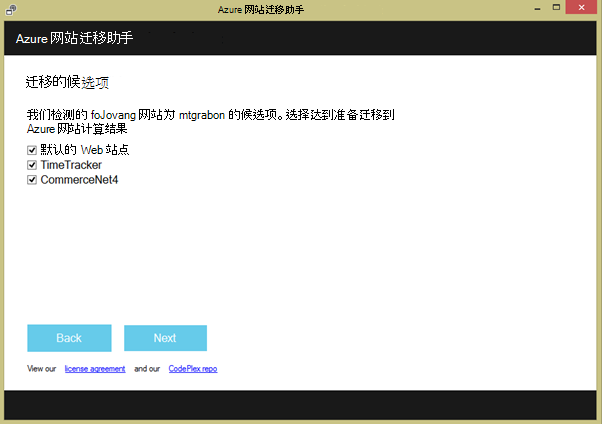 Azure 网站迁移助手
Azure 网站迁移助手
迁移的候选项
我们检测的 foJovang 网站为 mtgrabon 的候选项。选择达到准备迁移到
Azure 网站计算结果
默认的 Web 站点
TimeTracker
CommerceNet4
Back Next
View our license agreement and our CodePlex repo